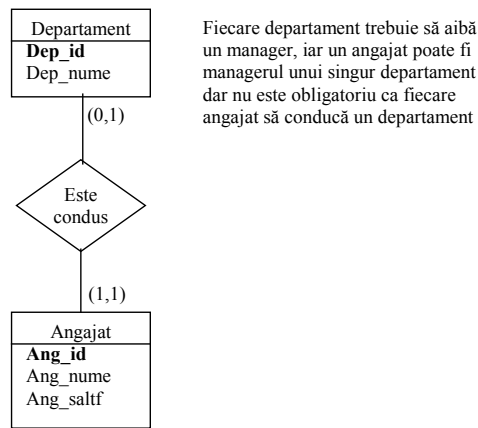 Departament
Dep_id
Dep_nume
Fiecare departament trebuie să aibă
un manager, iar un angajat poate fi
managerul unui singur departament
dar nu este obligatoriu ca fiecare
angajat să conducă un departament
(0,1)
Este
condus
(1,1)
Angajat
Ang_id
Ang_nume
Ang_saltf